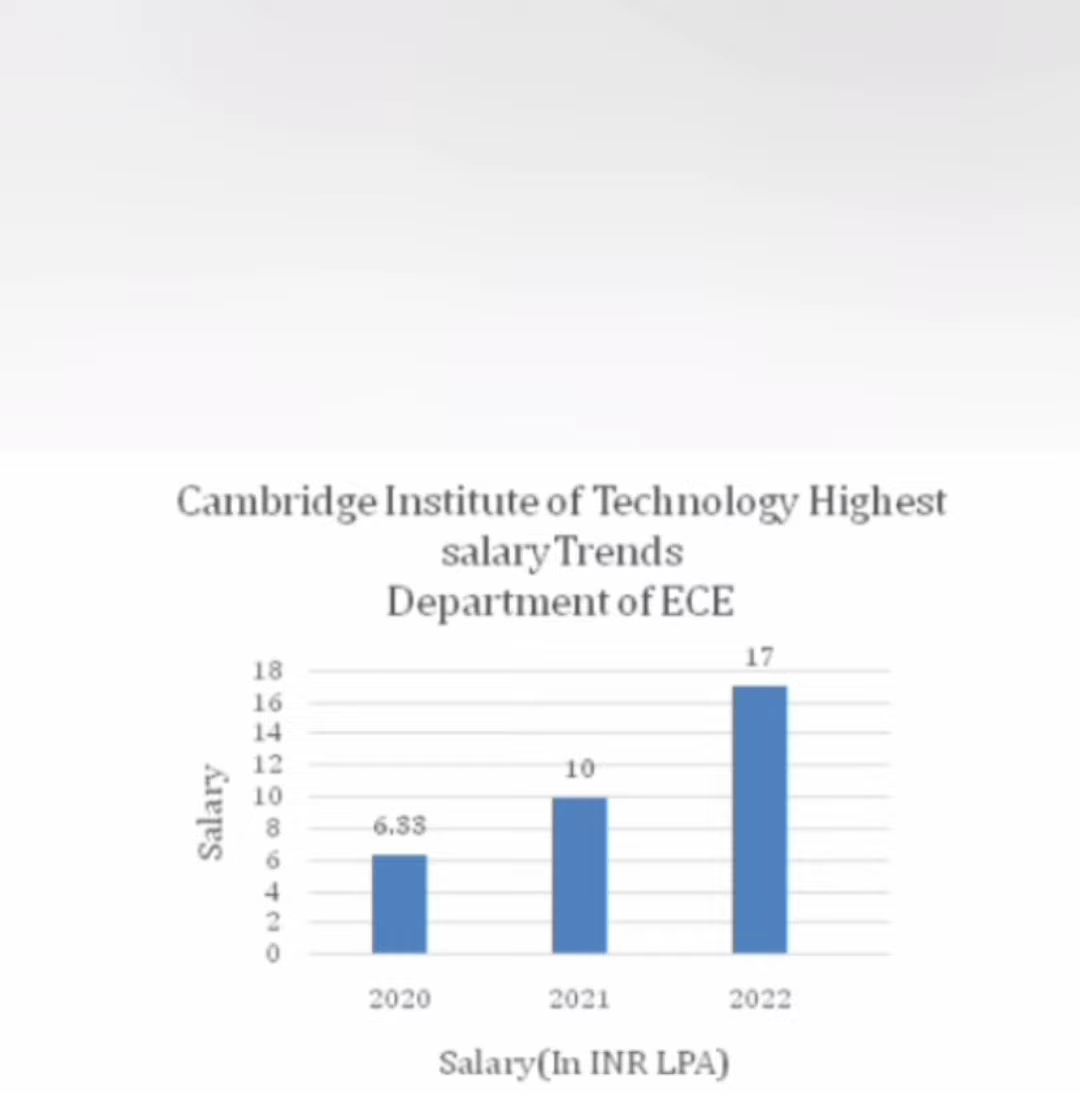 Cambridge Institute of Technology Highest
salary Trends
Department of ECE
17
18
16
14
12
10
10
8
6.33
6
4
2
0
Salary
2020 2021 2022
Salary(In INR LPA)